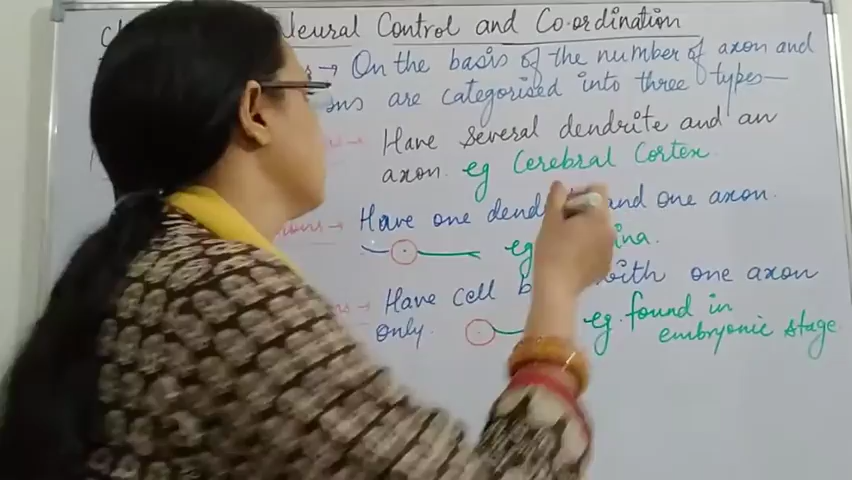 Neural Control and Co-ordination
→ On the basis of the number of axon and
are categorised into three types—
→ Have several dendrite and an
axon. eg Cerebral Cortex.
→ Have one and one axon.
eg
→ Have cell with one axon
only. eg. found in
embryonic stage